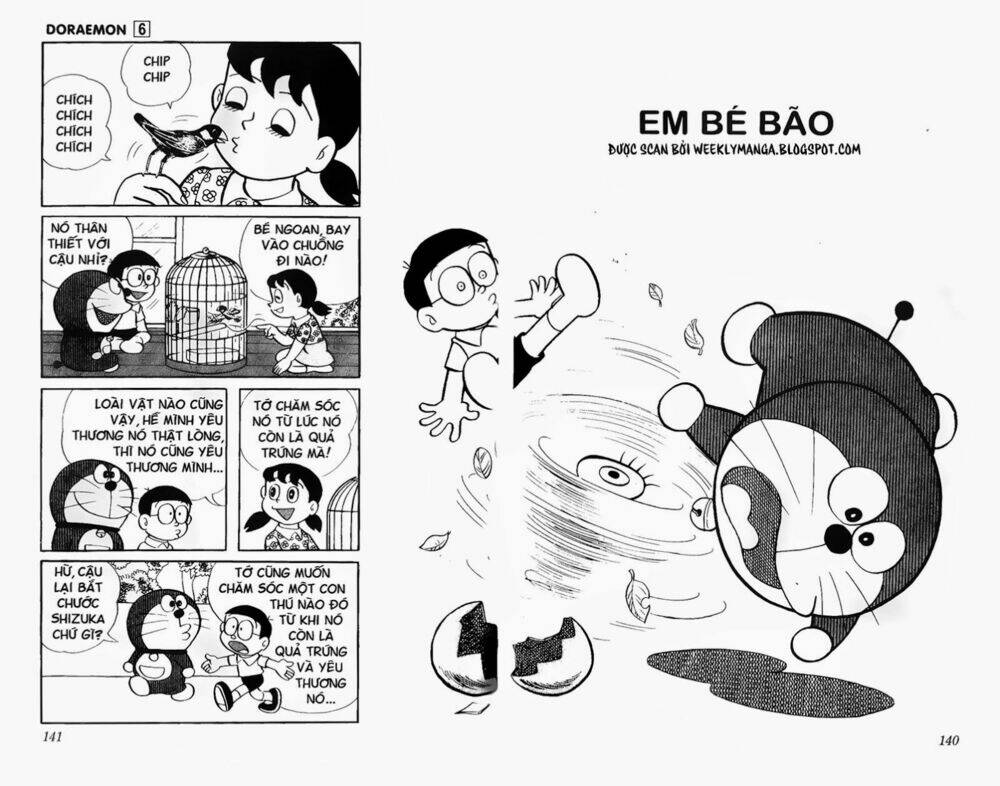 DORAEMON 6
CHIP
CHIP
CHÍCH
CHÍCH
CHÍCH
CHÍCH
NÓ THÂN
THIẾT VỚI
CẬU NHỈ?
BÉ NGOAN, BAY
VÀO CHUỒNG
ĐI NÀO!
LOÀI VẬT NÀO CŨNG
VẬY, HỄ MÌNH YÊU
THƯƠNG NÓ THẬT LÒNG,
THÌ NÓ CŨNG YÊU
THƯƠNG MÌNH...
TỚ CHĂM SÓC
NÓ TỪ LÚC NÓ
CÒN LÀ QUẢ
TRỨNG MÀ!
HỪ, CẬU
LẠI BẮT
CHƯỚC
SHIZUKA
CHỨ GÌ?
TỚ CŨNG MUỐN
CHĂM SÓC MỘT CON
THÚ NÀO ĐÓ
TỪ KHI NÓ
CÒN LÀ
QUẢ TRỨNG
VÀ YÊU
THƯƠNG
NÓ...
141
EM BÉ BÃO
ĐƯỢC SCAN BỞI WEEKLYMANGA.BLOGSPOT.COM
140